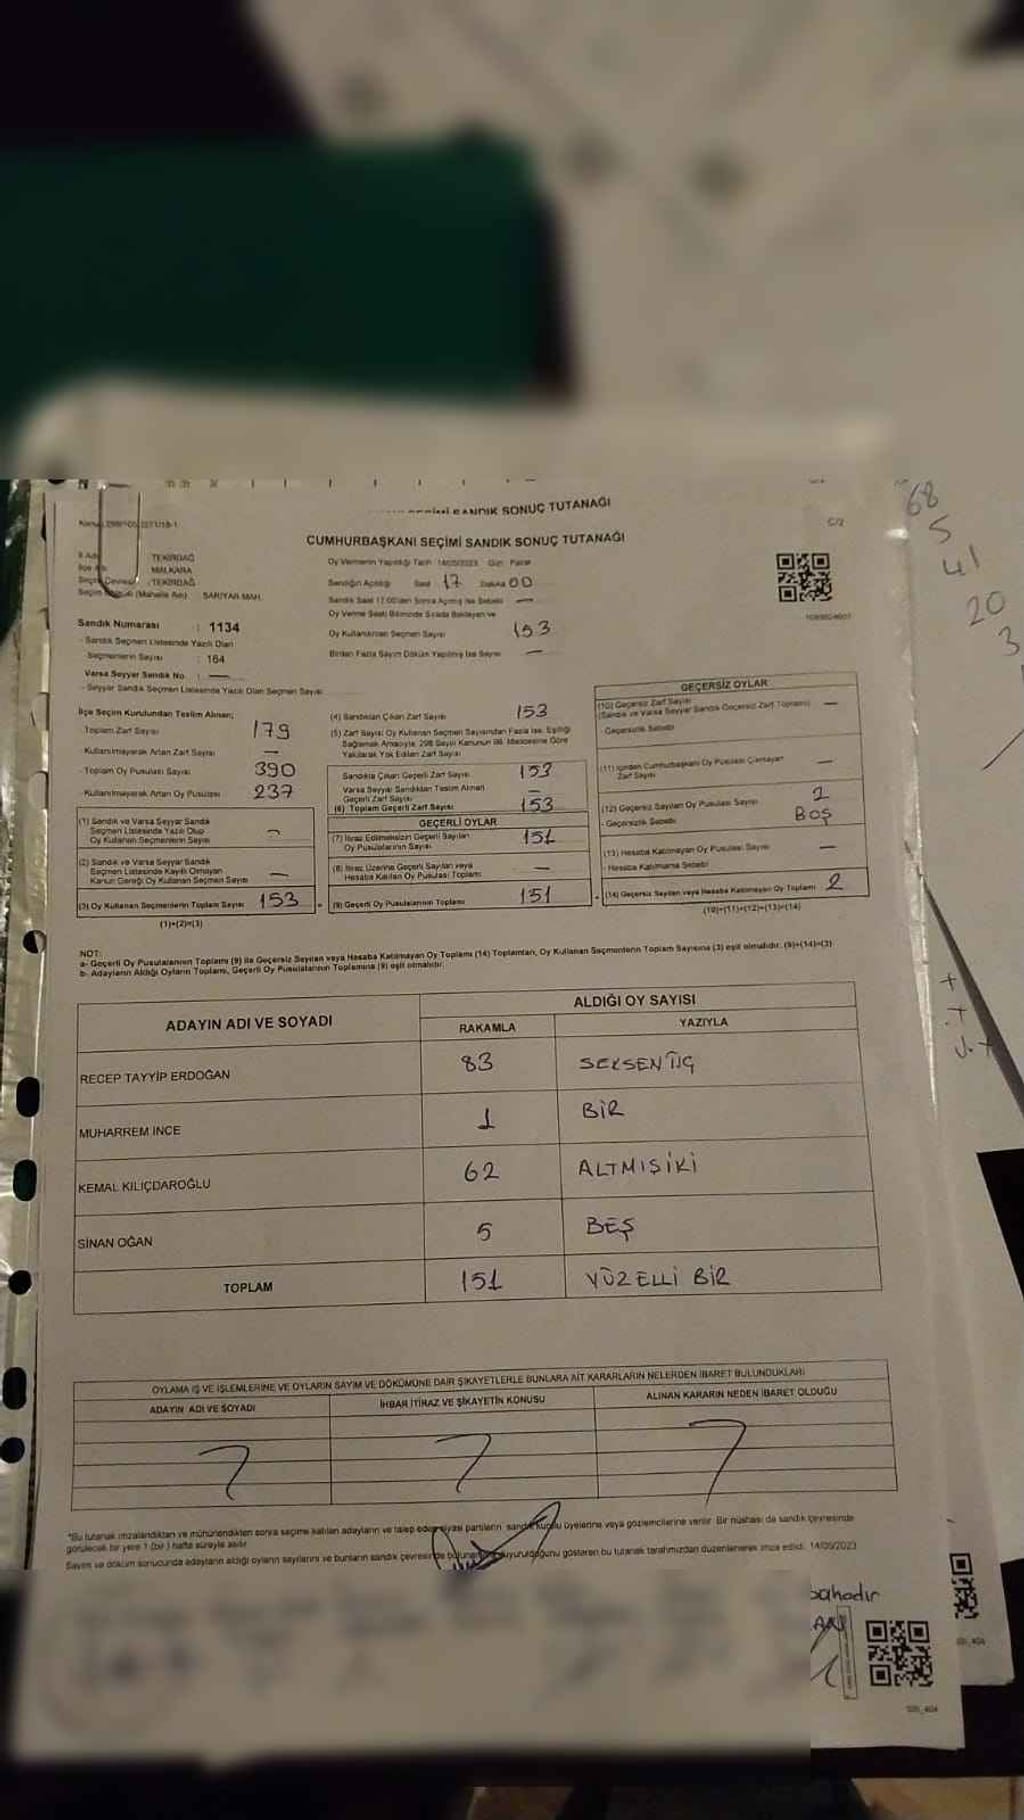 SANDIK SONUÇ TUTANAĞI
C/2
CUMHURBAŞKANI SEÇİMİ SANDIK SONUÇ TUTANAĞI
TEKİRDAĞ
MALKARA
TEKİRDAĞ
SARIYAR MAH.
Oy Vermenin Yapıldığı Tarih 14/05/2023 Gün Pazar
Sandığın Açıldığı Saat 17 Dakika 00
Sandık Saat 17:00'den Sonra Açılmış İse Sebebi —
Oy Verme Saati Bitiminde Sırada Bekleyen ve
Oy Kullandırılan Seçmen Sayısı 153
Birden Fazla Sayım Döküm Yapılmış İse Sayısı —
Sandık Numarası : 1134
- Sandık Seçmen Listesinde Yazılı Olan
Seçmenlerin Sayısı : 164
Varsa Seyyar Sandık No : —
- Seyyar Sandık Seçmen Listesinde Yazılı Olan Seçmen Sayısı
İlçe Seçim Kurulundan Teslim Alınan;
Toplam Zarf Sayısı 179
- Kullanılmayarak Artan Zarf Sayısı —
- Toplam Oy Pusulası Sayısı 390
- Kullanılmayarak Artan Oy Pusulası 237
(1) Sandık ve Varsa Seyyar Sandık
Seçmen Listesinde Yazılı Olup
Oy Kullanan Seçmenlerin Sayısı
(2) Sandık ve Varsa Seyyar Sandık
Seçmen Listesinde Kayıtlı Olmayan
Kanun Gereği Oy Kullanan Seçmen Sayısı —
(3) Oy Kullanan Seçmenlerin Toplam Sayısı 153
(1)+(2)=(3)
(4) Sandıktan Çıkan Zarf Sayısı 153
(5) Zarf Sayısı Oy Kullanan Seçmen Sayısından Fazla İse, Eşitliği
Sağlamak Amacıyla, 298 Sayılı Kanunun 98. Maddesine Göre
Yakılarak Yok Edilen Zarf Sayısı
Sandıkta Çıkan Geçerli Zarf Sayısı 153
Varsa Seyyar Sandıktan Teslim Alınan
Geçerli Zarf Sayısı —
(6) Toplam Geçerli Zarf Sayısı 153
GEÇERLİ OYLAR
(7) İtiraz Edilmeksizin Geçerli Sayılan
Oy Pusulalarının Sayısı 151
(8) İtiraz Üzerine Geçerli Sayılan veya
Hesaba Katılan Oy Pusulası Toplamı —
(9) Geçerli Oy Pusulalarının Toplamı 151
GEÇERSİZ OYLAR
(10) Geçersiz Zarf Sayısı
(Sandık ve Varsa Seyyar Sandık Geçersiz Zarf Toplamı) —
- Geçersizlik Sebebi
(11) İçinden Cumhurbaşkanı Oy Pusulası Çıkmayan
Zarf Sayısı —
(12) Geçersiz Sayılan Oy Pusulası Sayısı 2
- Geçersizlik Sebebi BOŞ
(13) Hesaba Katılmayan Oy Pusulası Sayısı —
- Hesaba Katılmama Sebebi
(14) Geçersiz Sayılan veya Hesaba Katılmayan Oy Toplamı 2
(10)+(11)+(12)+(13)=(14)
NOT:
a- Geçerli Oy Pusulalarının Toplamı (9) ile Geçersiz Sayılan veya Hesaba Katılmayan Oy Toplamı (14) Toplamları, Oy Kullanan Seçmenlerin Toplam Sayısına (3) eşit olmalıdır. (9)+(14)=(3)
b- Adayların Aldığı Oyların Toplamı, Geçerli Oy Pusulalarının Toplamına (9) eşit olmalıdır.
ADAYIN ADI VE SOYADI
ALDIĞI OY SAYISI
RAKAMLA YAZIYLA
RECEP TAYYİP ERDOĞAN 83 SEKSENÜÇ
MUHARREM İNCE 1 BİR
KEMAL KILIÇDAROĞLU 62 ALTMIŞİKİ
SİNAN OĞAN 5 BEŞ
TOPLAM 151 YÜZELLİ BİR
OYLAMA İŞ VE İŞLEMLERİNE VE OYLARIN SAYIM VE DÖKÜMÜNE DAİR ŞİKAYETLERLE BUNLARA AİT KARARLARIN NELERDEN İBARET BULUNDUKLARI
ADAYIN ADI VE SOYADI
İHBAR İTİRAZ VE ŞİKAYETİN KONUSU
ALINAN KARARIN NEDEN İBARET OLDUĞU
*Bu tutanak imzalandıktan ve mühürlendikten sonra seçime katılan adayların ve talep eden siyasi partilerin sandık kurulu üyelerine veya gözlemcilerine verilir. Bir nüshası da sandık çevresinde
görülecek bir yere 1 (bir) hafta süreyle asılır.
Sayım ve döküm sonucunda adayların aldığı oyların sayılarını ve bunların sandık çevresinde duyurulduğunu gösteren bu tutanak tarafımızdan düzenlenerek imza edildi. 14/05/2023
bahadır
68
5
41
20
3